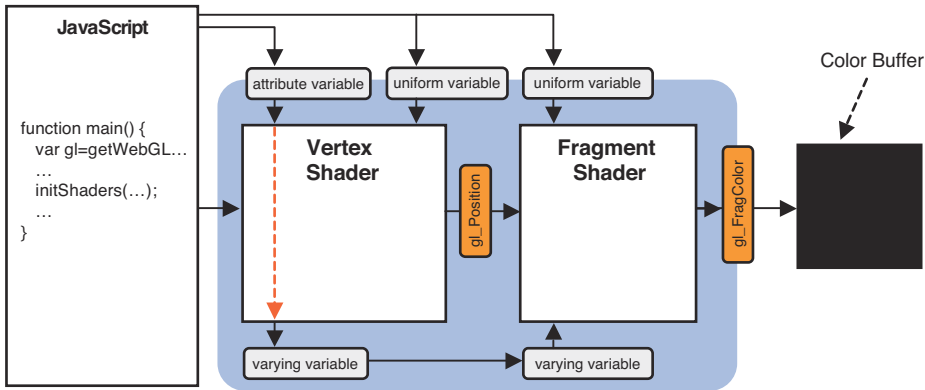 JavaScript
function main() {
var gl=getWebGL…
…
initShaders(…);
…
}
attribute variable
uniform variable
uniform variable
Vertex
Shader
gl_Position
Fragment
Shader
gl_FragColor
Color Buffer
varying variable
varying variable